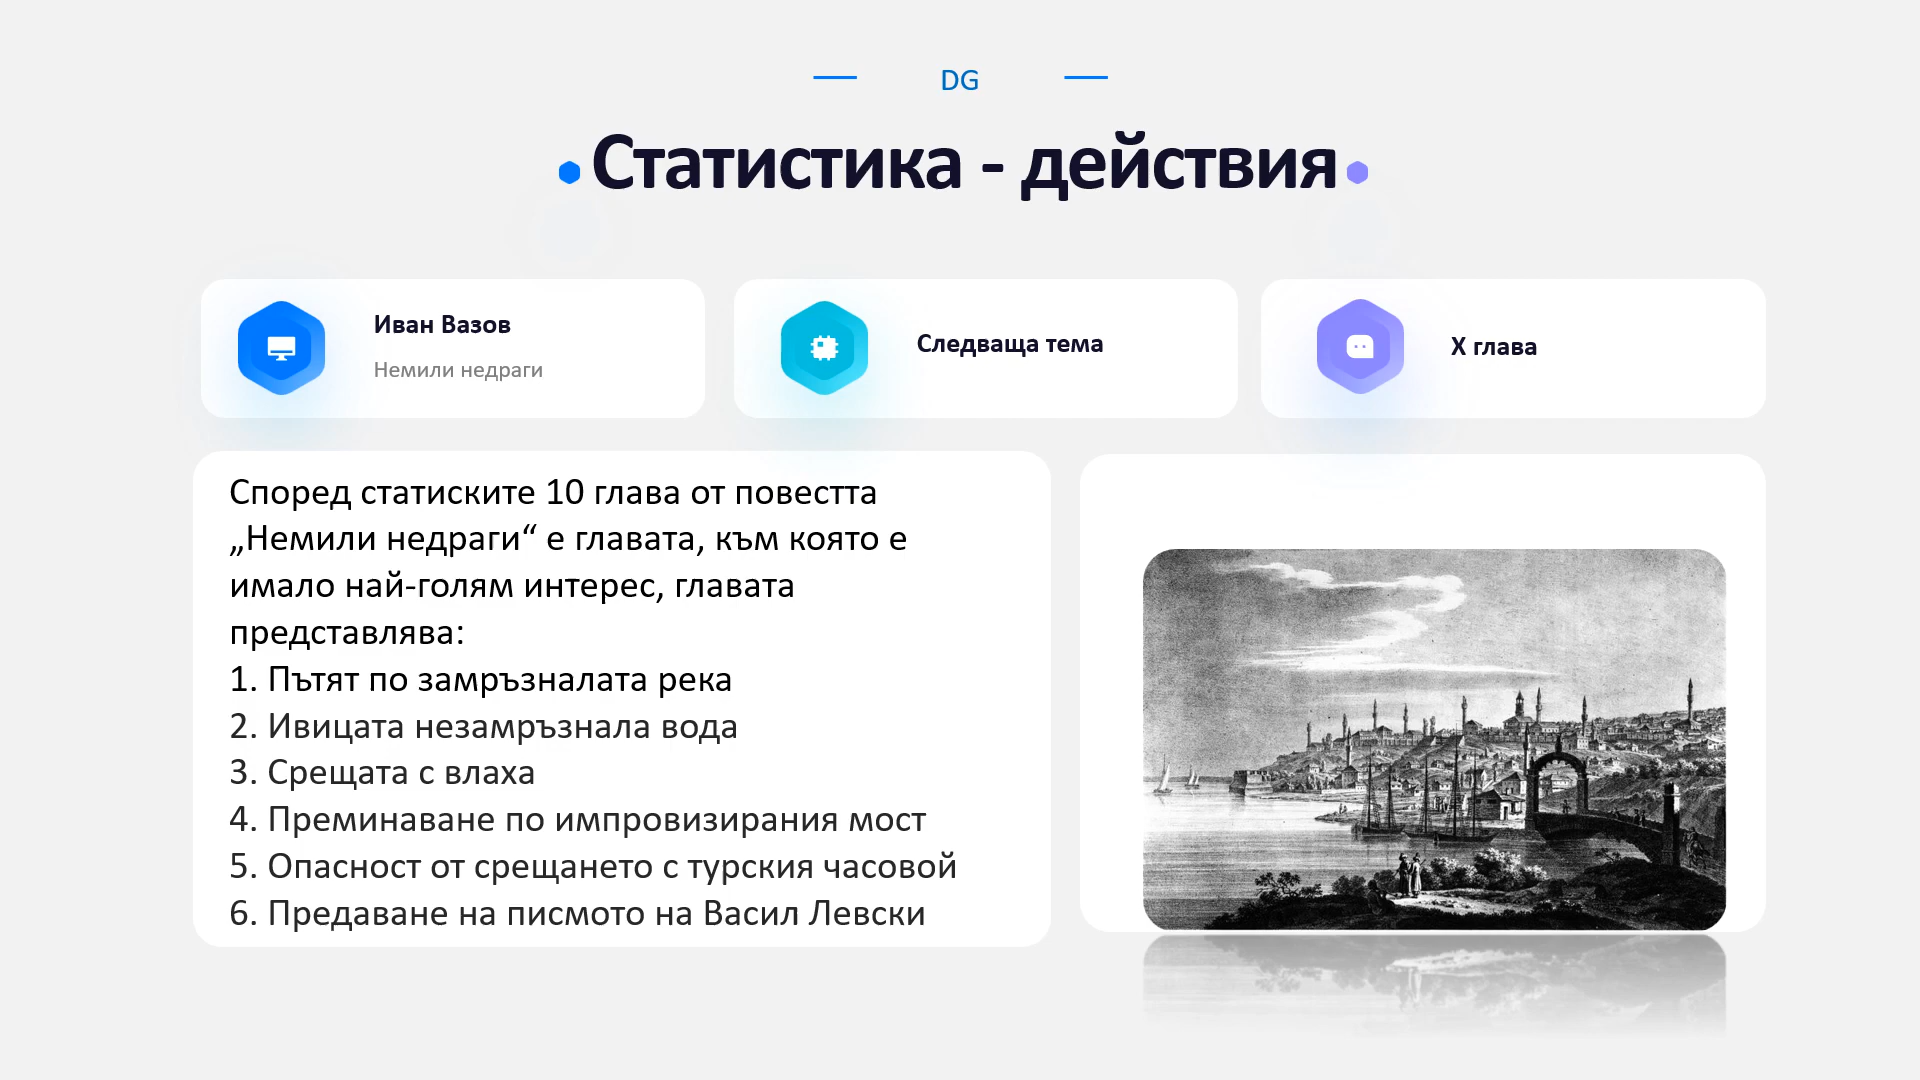 DG
Статистика - действия
Иван Вазов
Немили недраги
Следваща тема
X глава
Според статиските 10 глава от повестта
„Немили недраги“ е главата, към която е
имало най-голям интерес, главата
представлява:
1. Пътят по замръзналата река
2. Ивицата незамръзнала вода
3. Срещата с влаха
4. Преминаване по импровизирания мост
5. Опасност от срещането с турския часовой
6. Предаване на писмото на Васил Левски